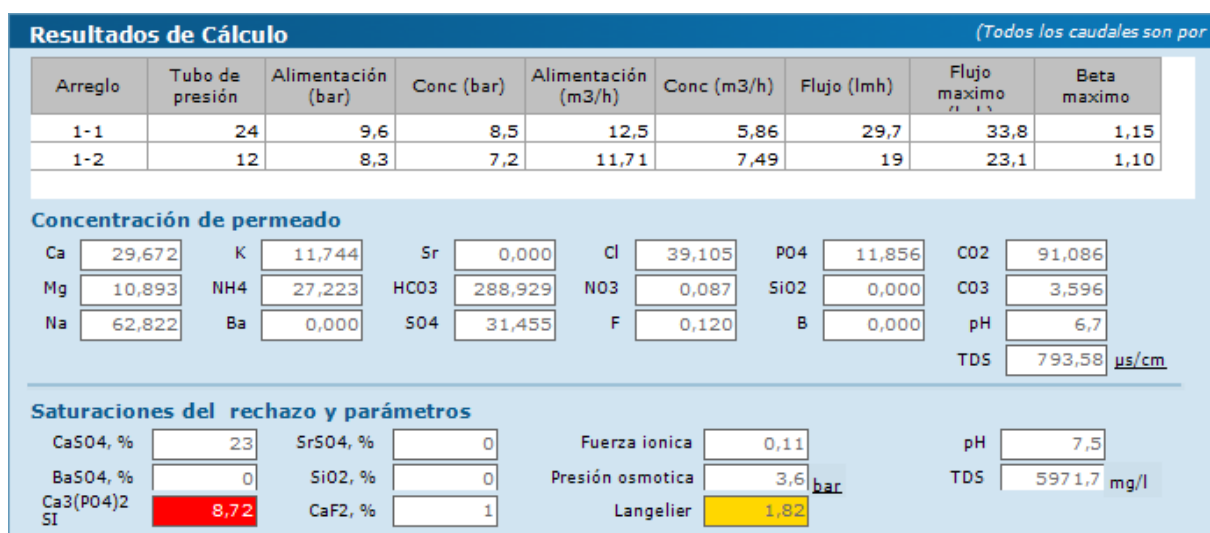 Resultados de Cálculo (Todos los caudales son por
Arreglo Tubo de presión Alimentación (bar) Conc (bar) Alimentación (m3/h) Conc (m3/h) Flujo (lmh) Flujo maximo Beta maximo
1-1 24 9,6 8,5 12,5 5,86 29,7 33,8 1,15
1-2 12 8,3 7,2 11,71 7,49 19 23,1 1,10
Concentración de permeado
Ca 29,672 K 11,744 Sr 0,000 Cl 39,105 PO4 11,856 CO2 91,086
Mg 10,893 NH4 27,223 HCO3 288,929 NO3 0,087 SiO2 0,000 CO3 3,596
Na 62,822 Ba 0,000 SO4 31,455 F 0,120 B 0,000 pH 6,7
TDS 793,58 µs/cm
Saturaciones del rechazo y parámetros
CaSO4, % 23 SrSO4, % 0 Fuerza ionica 0,11 pH 7,5
BaSO4, % 0 SiO2, % 0 Presión osmotica 3,6 bar TDS 5971,7 mg/l
Ca3(PO4)2 SI 8,72 CaF2, % 1 Langelier 1,82